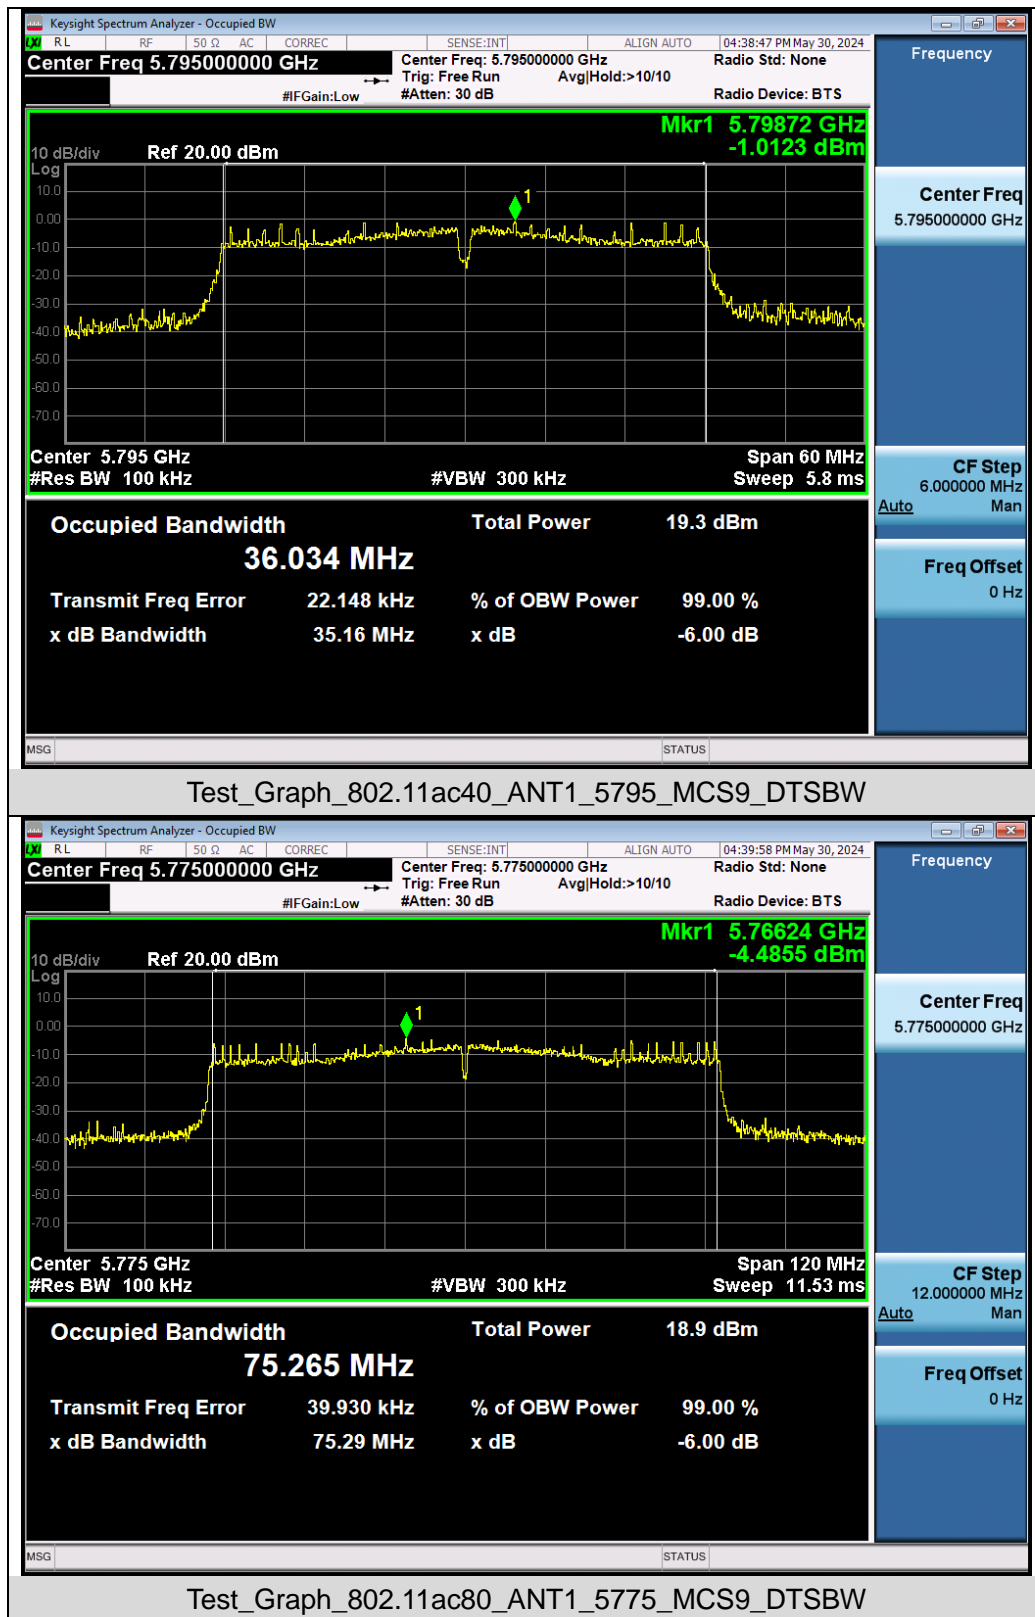 Keysight Spectrum Analyzer - Occupied BW
LXI RL RF 50 Ω AC CORREC SENSE:INT ALIGN AUTO 04:38:47 PM May 30, 2024
Center Freq 5.795000000 GHz Center Freq: 5.795000000 GHz Radio Std: None
Trig: Free Run Avg|Hold:>10/10
#IFGain:Low #Atten: 30 dB Radio Device: BTS
Frequency
Mkr1 5.79872 GHz
10 dB/div Ref 20.00 dBm -1.0123 dBm
Log
10.0
1
0.00
-10.0
-20.0
-30.0
-40.0
-50.0
-60.0
-70.0
Center Freq
5.795000000 GHz
Center 5.795 GHz Span 60 MHz
#Res BW 100 kHz #VBW 300 kHz Sweep 5.8 ms
CF Step
6.000000 MHz
Auto Man
Occupied Bandwidth Total Power 19.3 dBm
36.034 MHz
Transmit Freq Error 22.148 kHz % of OBW Power 99.00 %
x dB Bandwidth 35.16 MHz x dB -6.00 dB
Freq Offset
0 Hz
MSG STATUS
Test_Graph_802.11ac40_ANT1_5795_MCS9_DTSBW
Keysight Spectrum Analyzer - Occupied BW
LXI RL RF 50 Ω AC CORREC SENSE:INT ALIGN AUTO 04:39:58 PM May 30, 2024
Center Freq 5.775000000 GHz Center Freq: 5.775000000 GHz Radio Std: None
Trig: Free Run Avg|Hold:>10/10
#IFGain:Low #Atten: 30 dB Radio Device: BTS
Frequency
Mkr1 5.76624 GHz
10 dB/div Ref 20.00 dBm -4.4855 dBm
Log
10.0
1
0.00
-10.0
-20.0
-30.0
-40.0
-50.0
-60.0
-70.0
Center Freq
5.775000000 GHz
Center 5.775 GHz Span 120 MHz
#Res BW 100 kHz #VBW 300 kHz Sweep 11.53 ms
CF Step
12.000000 MHz
Auto Man
Occupied Bandwidth Total Power 18.9 dBm
75.265 MHz
Transmit Freq Error 39.930 kHz % of OBW Power 99.00 %
x dB Bandwidth 75.29 MHz x dB -6.00 dB
Freq Offset
0 Hz
MSG STATUS
Test_Graph_802.11ac80_ANT1_5775_MCS9_DTSBW